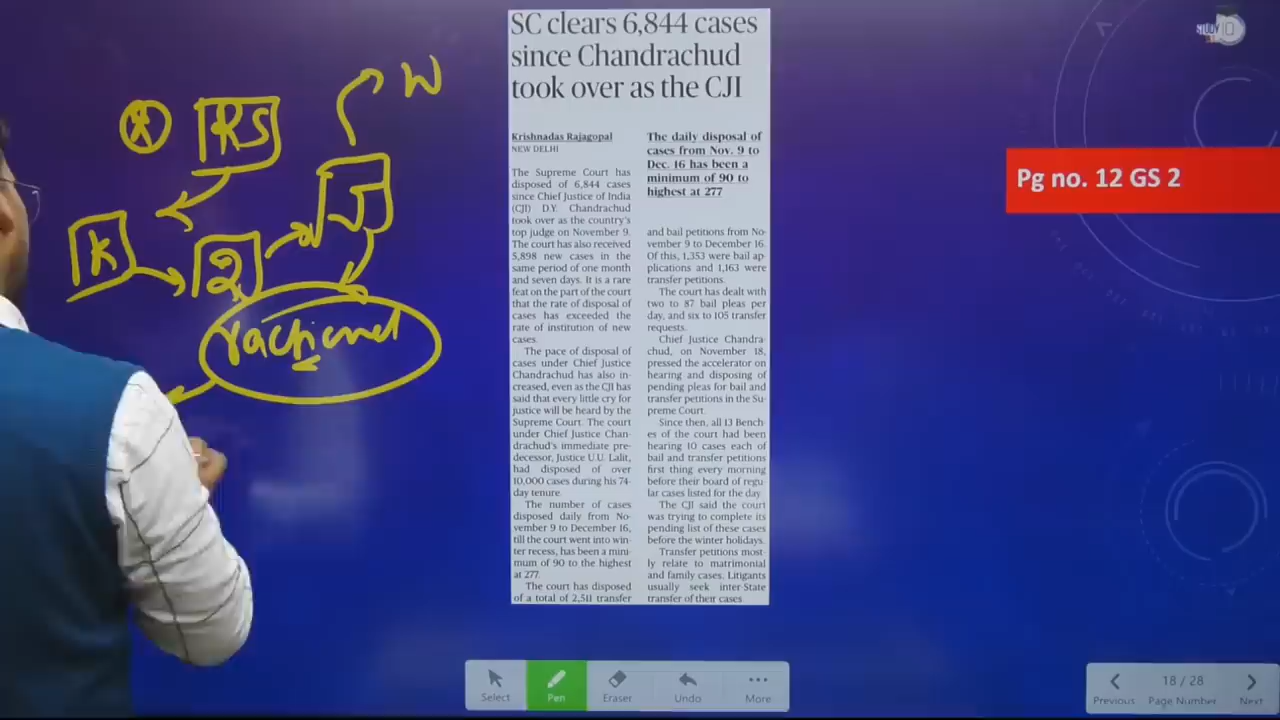 SC clears 6,844 cases
since Chandrachud
took over as the CJI
Krishnadas Rajagopal
NEW DELHI
The Supreme Court has
disposed of 6,844 cases
since Chief Justice of India
(CJI) D.Y. Chandrachud
took over as the country's
top judge on November 9.
The court has also received
5,898 new cases in the
same period of one month
and seven days. It is a rare
feat on the part of the court
that the rate of disposal of
cases has exceeded the
rate of institution of new
cases.
The pace of disposal of
cases under Chief Justice
Chandrachud has also in-
creased, even as the CJI has
said that every little cry for
justice will be heard by the
Supreme Court. The court
under Chief Justice Chan-
drachud's immediate pre-
decessor, Justice U.U. Lalit,
had disposed of over
10,000 cases during his 74-
day tenure.
The number of cases
disposed daily from No-
vember 9 to December 16,
till the court went into win-
ter recess, has been a mini-
mum of 90 to the highest
at 277.
The court has disposed
of a total of 2,511 transfer
The daily disposal of
cases from Nov. 9 to
Dec. 16 has been a
minimum of 90 to
highest at 277
and bail petitions from No-
vember 9 to December 16.
Of this, 1,353 were bail ap-
plications and 1,163 were
transfer petitions.
The court has dealt with
two to 87 bail pleas per
day, and six to 105 transfer
requests.
Chief Justice Chandra-
chud, on November 18,
pressed the accelerator on
hearing and disposing of
pending pleas for bail and
transfer petitions in the Su-
preme Court.
Since then, all 13 Bench-
es of the court had been
hearing 10 cases each of
bail and transfer petitions
first thing every morning
before their board of regu-
lar cases listed for the day.
The CJI said the court
was trying to complete its
pending list of these cases
before the winter holidays.
Transfer petitions most-
ly relate to matrimonial
and family cases. Litigants
usually seek inter-State
transfer of their cases
Pg no. 12 GS 2
RS
W
K
2
J
STUDY
Select
Pen
Eraser
Undo
More
18 / 28
Previous
Page Number
Next